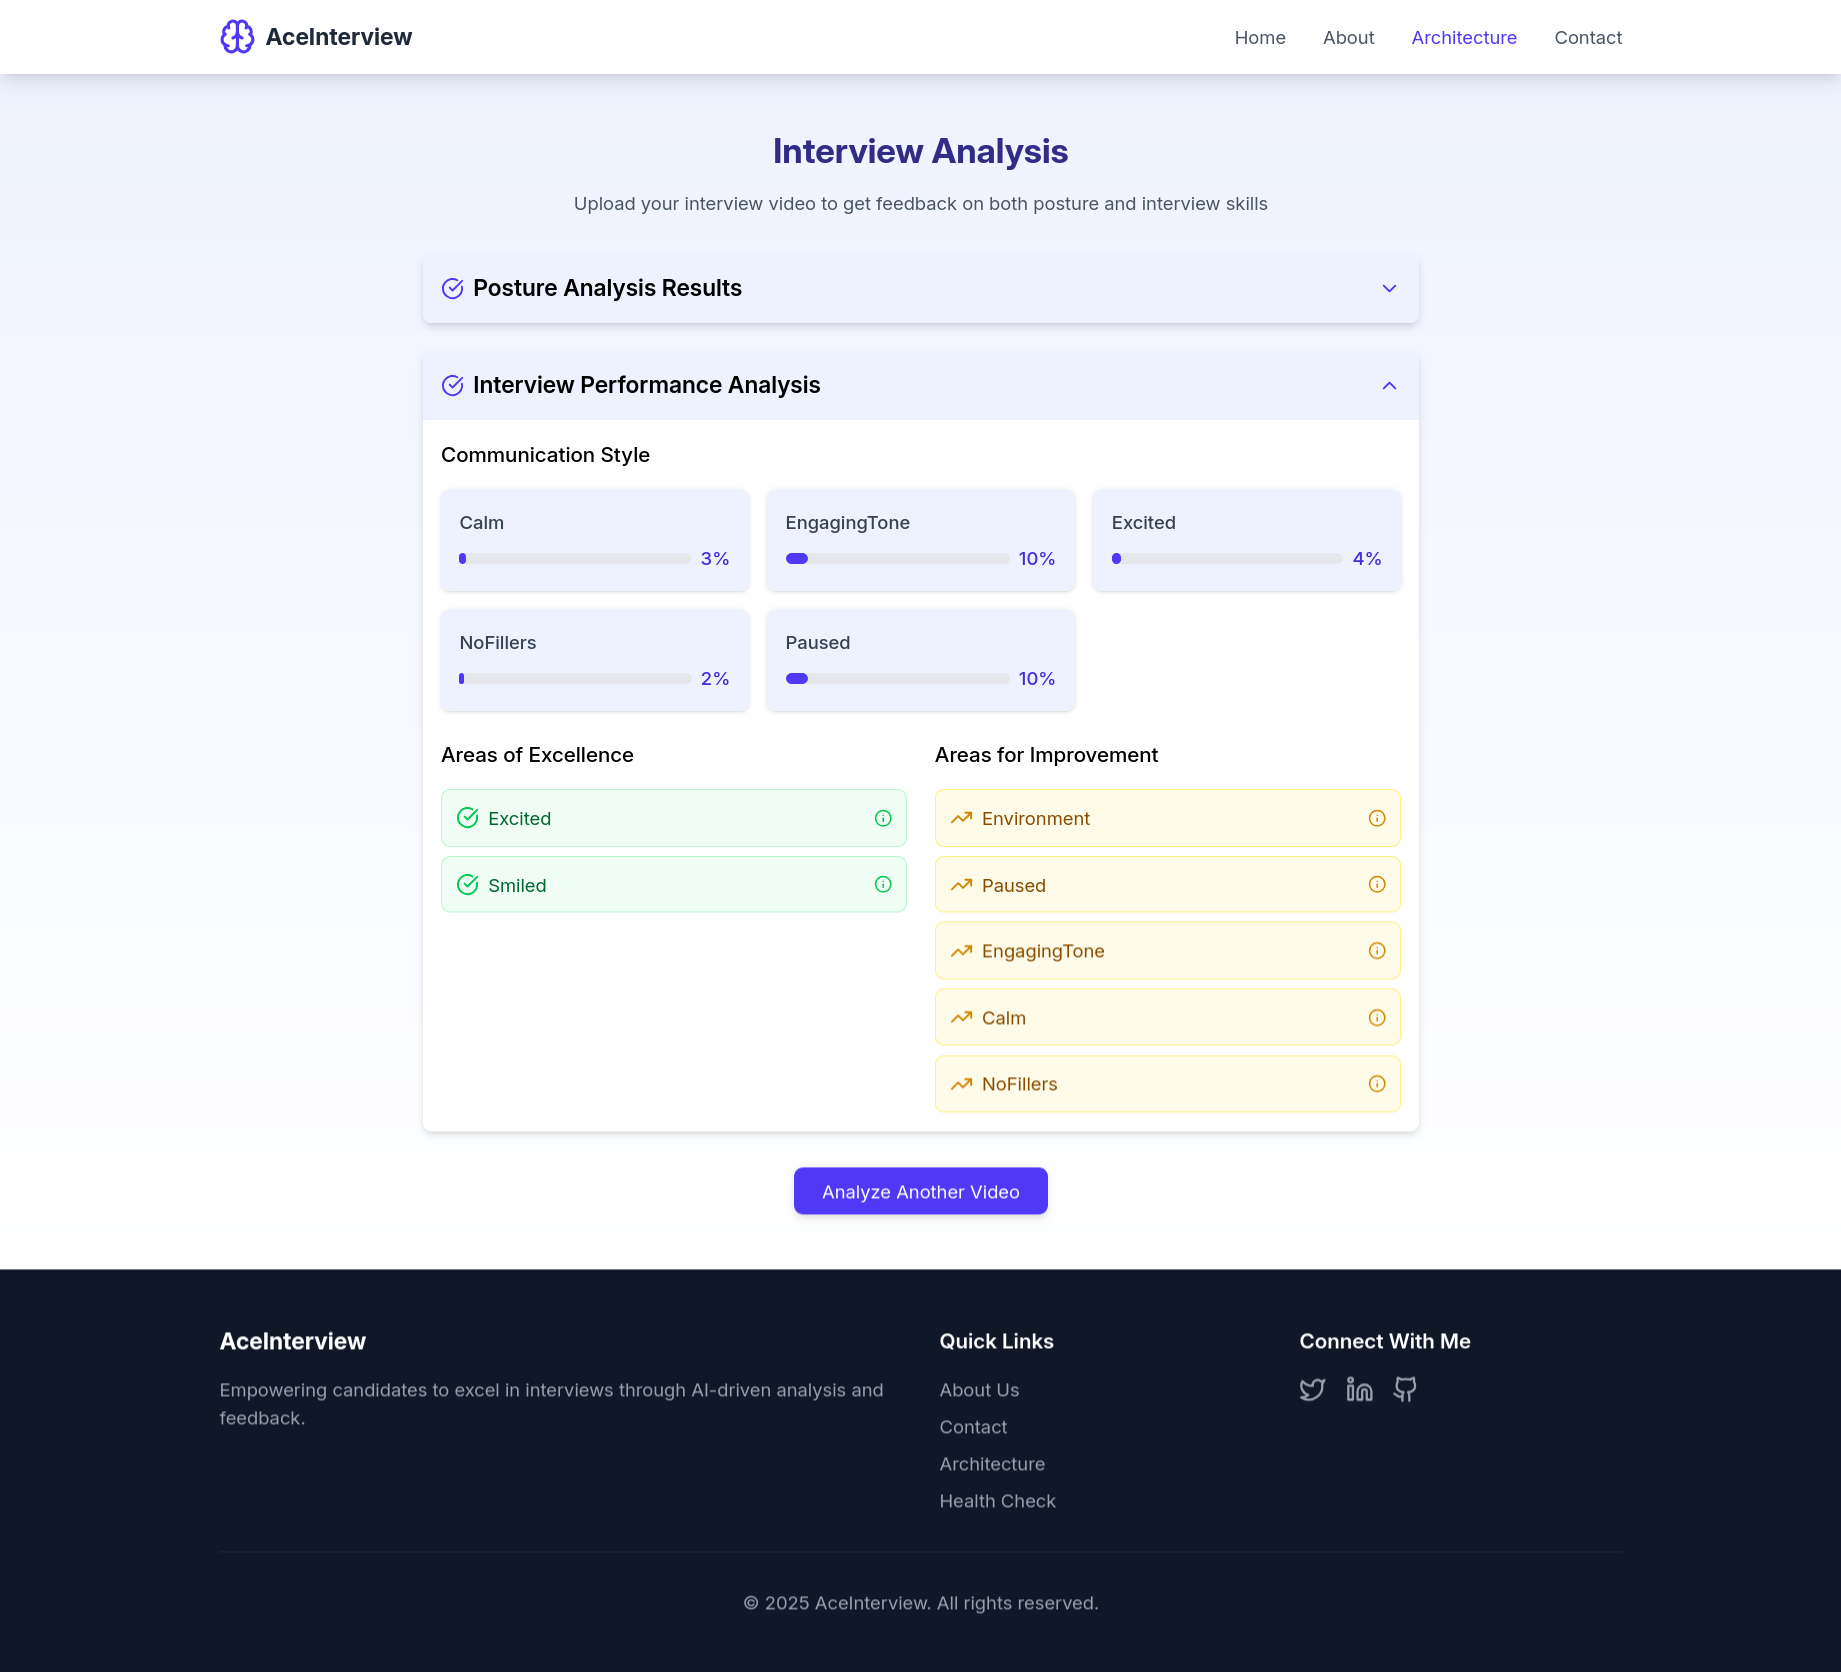 AceInterview
Home
About
Architecture
Contact
Interview Analysis
Upload your interview video to get feedback on both posture and interview skills
Posture Analysis Results
Interview Performance Analysis
Communication Style
Calm
3%
EngagingTone
10%
Excited
4%
NoFillers
2%
Paused
10%
Areas of Excellence
Excited
Smiled
Areas for Improvement
Environment
Paused
EngagingTone
Calm
NoFillers
Analyze Another Video
AceInterview
Empowering candidates to excel in interviews through AI-driven analysis and
feedback.
Quick Links
About Us
Contact
Architecture
Health Check
Connect With Me
© 2025 AceInterview. All rights reserved.